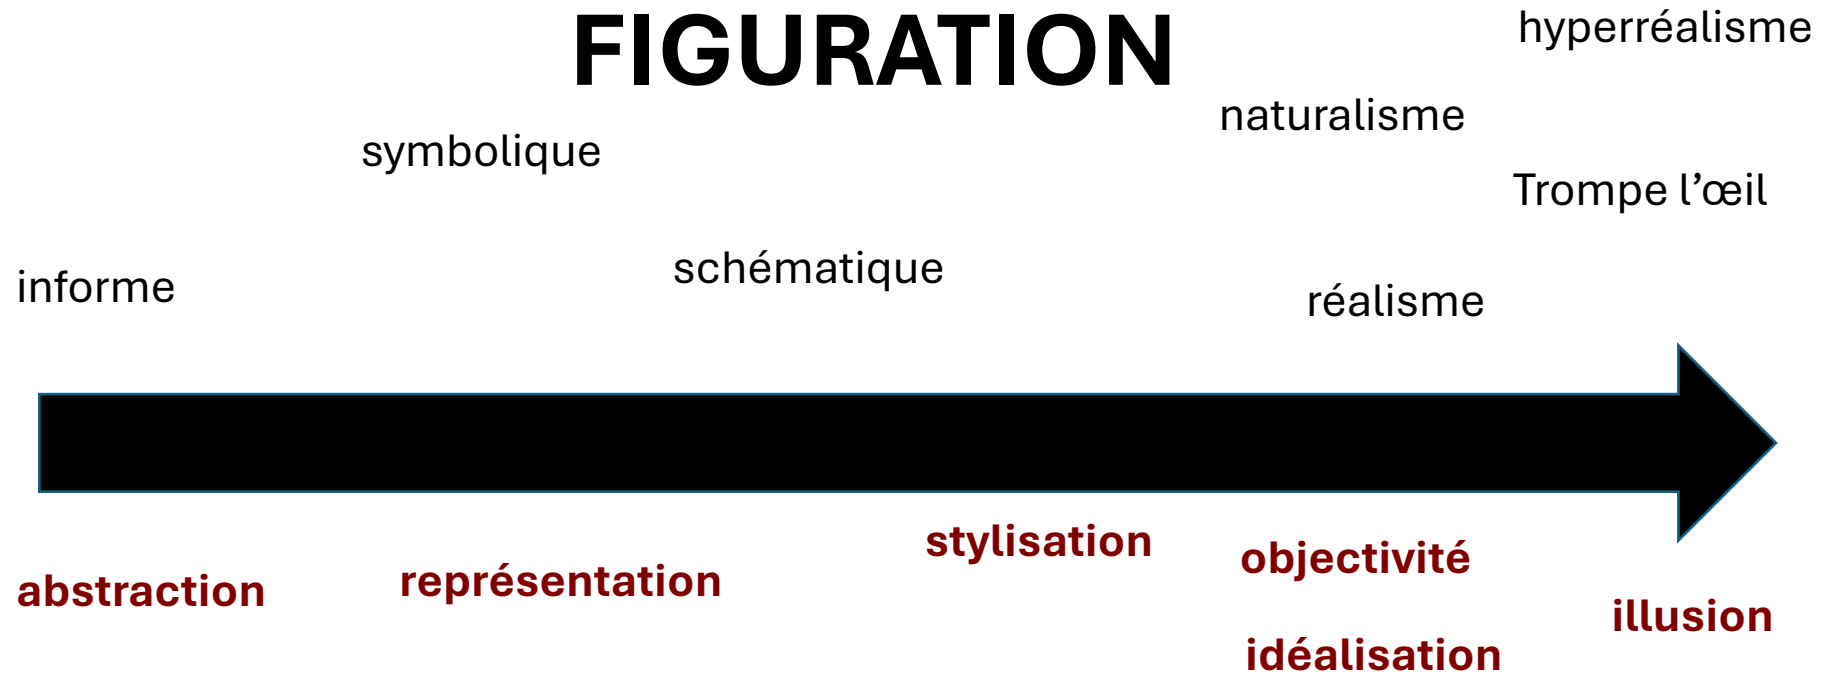 FIGURATION
hyperréalisme
naturalisme
symbolique
Trompe l’œil
schématique
informe
réalisme
stylisation
objectivité
représentation
abstraction
illusion
idéalisation